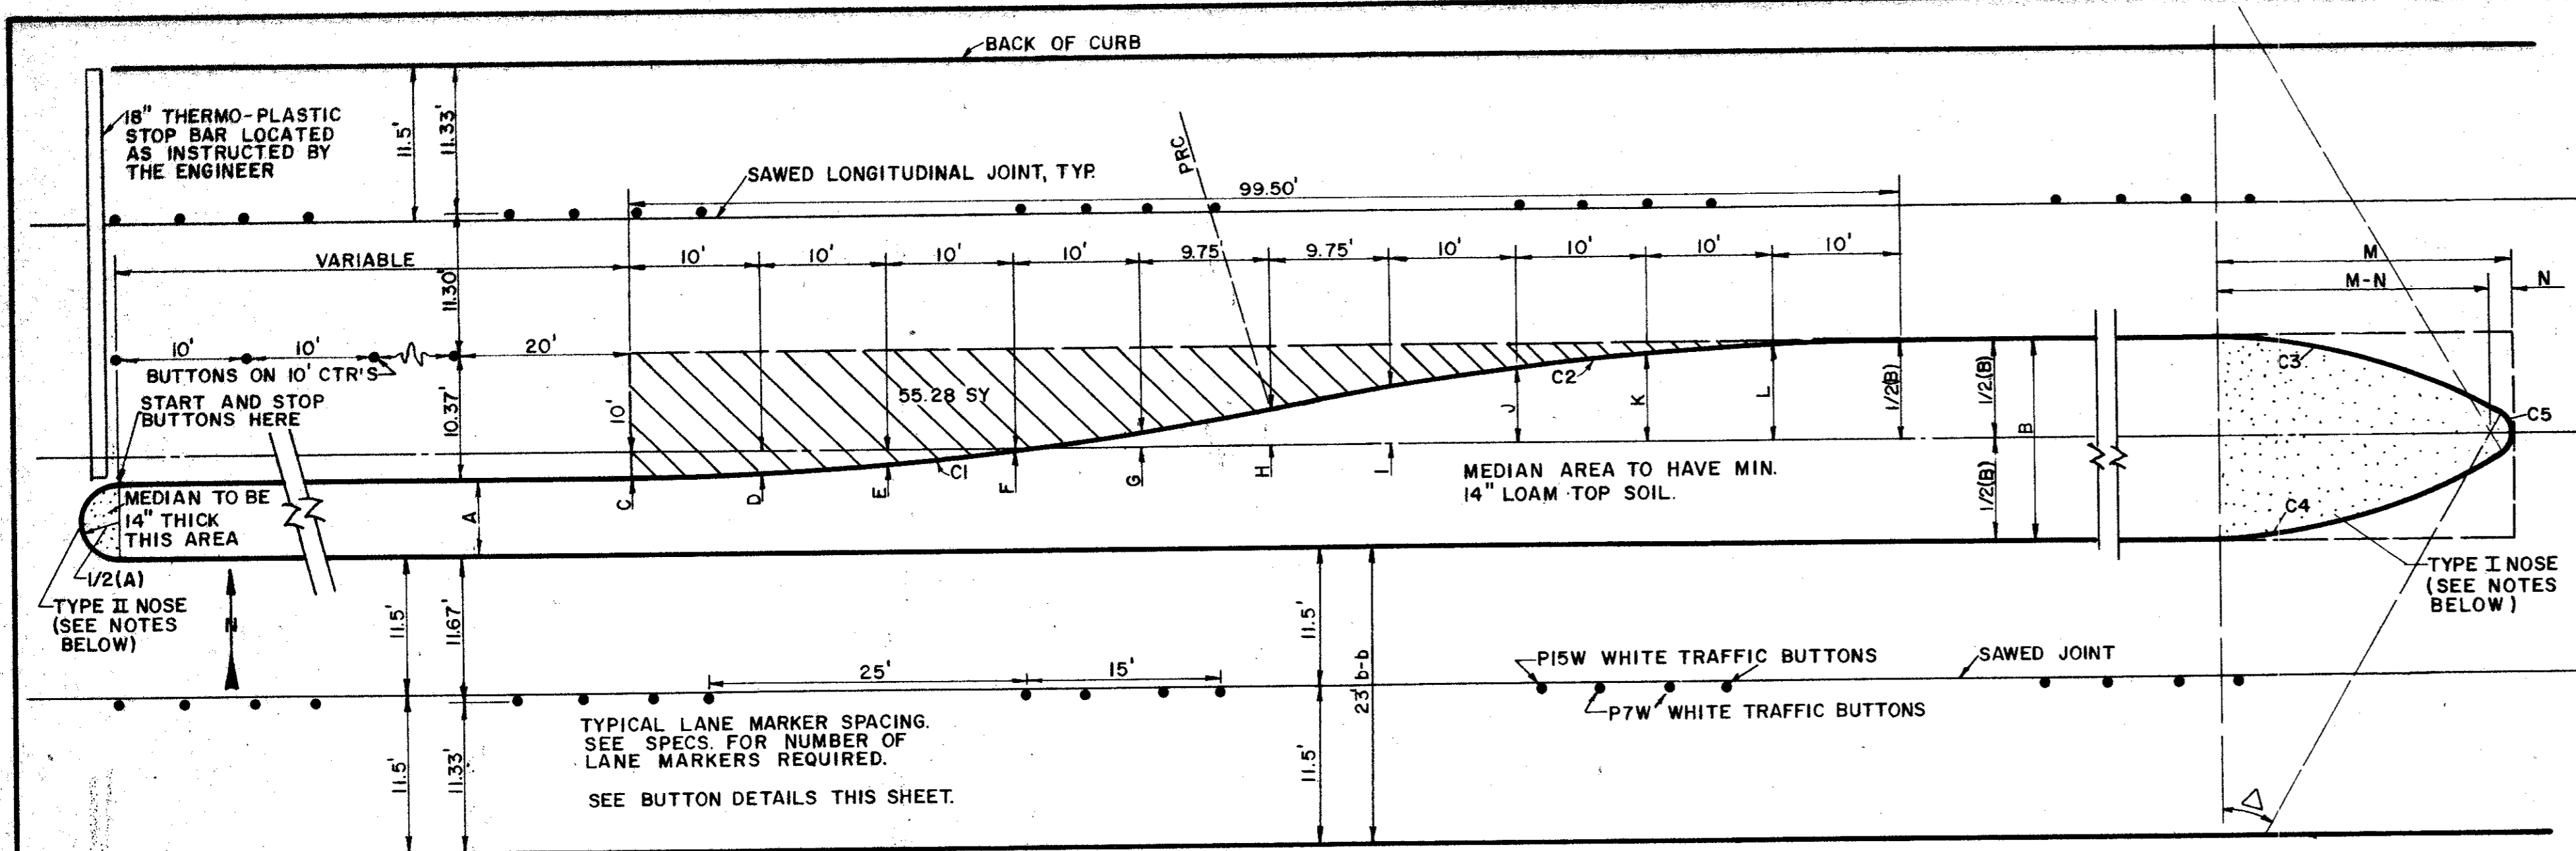 BACK OF CURB
18" THERMO-PLASTIC
STOP BAR LOCATED
AS INSTRUCTED BY
THE ENGINEER
11.5'
11.33'
PRC
SAWED LONGITUDINAL JOINT, TYP.
99.50'
VARIABLE
10'
10'
10'
10'
9.75'
9.75'
10'
10'
10'
10'
M
M-N
N
11.30'
10'
10'
20'
BUTTONS ON 10' CTR'S
START AND STOP
BUTTONS HERE
10.37'
10'
55.28 SY
C1
C2
C3
C4
C5
A
C
D
E
F
G
H
I
J
K
L
1/2(B)
1/2(B)
1/2(B)
B
MEDIAN AREA TO HAVE MIN.
14" LOAM TOP SOIL.
MEDIAN TO BE
14" THICK
THIS AREA
1/2(A)
TYPE II NOSE
(SEE NOTES
BELOW)
N
TYPE I NOSE
(SEE NOTES
BELOW)
11.5'
11.67'
11.5'
23' b-b
25'
15'
P15W WHITE TRAFFIC BUTTONS
SAWED JOINT
P7W WHITE TRAFFIC BUTTONS
TYPICAL LANE MARKER SPACING.
SEE SPECS. FOR NUMBER OF
LANE MARKERS REQUIRED.
SEE BUTTON DETAILS THIS SHEET.
11.5'
11.33'
11.5'
Δ